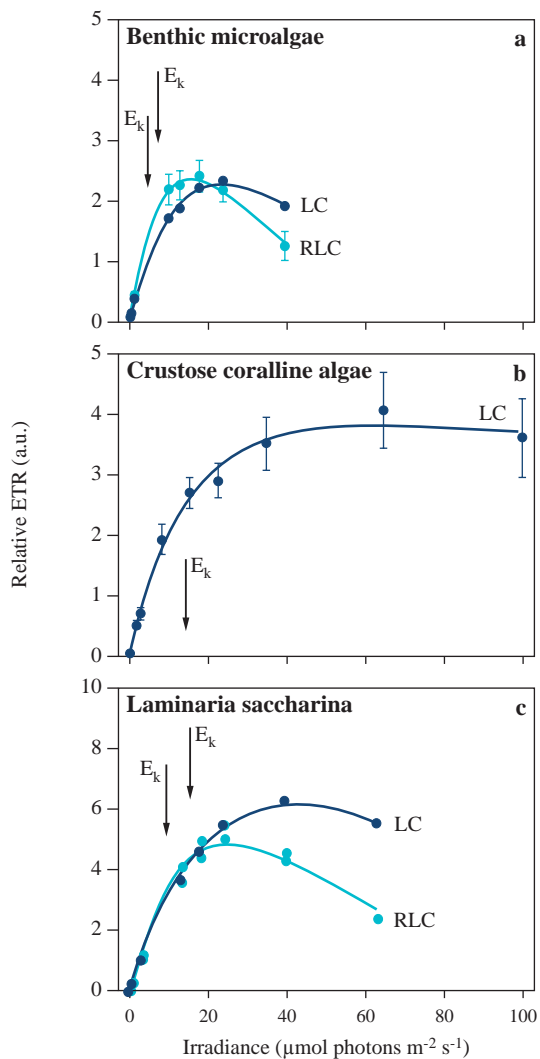 Benthic microalgae a
5
4
3
2
1
0
E_k
E_k
LC
RLC
Crustose coralline algae b
5
4
3
2
1
0
LC
E_k
Relative ETR (a.u.)
Laminaria saccharina c
10
8
6
4
2
0
E_k
E_k
LC
RLC
0 20 40 60 80 100
Irradiance (µmol photons m⁻² s⁻¹)